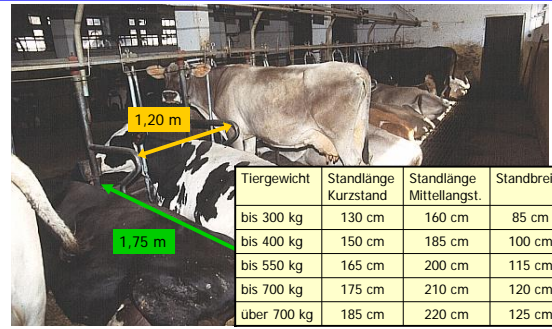 1,20 m
1,75 m
Tiergewicht Standlänge Kurzstand Standlänge Mittellangst. Standbrei
bis 300 kg 130 cm 160 cm 85 cm
bis 400 kg 150 cm 185 cm 100 cm
bis 550 kg 165 cm 200 cm 115 cm
bis 700 kg 175 cm 210 cm 120 cm
über 700 kg 185 cm 220 cm 125 cm